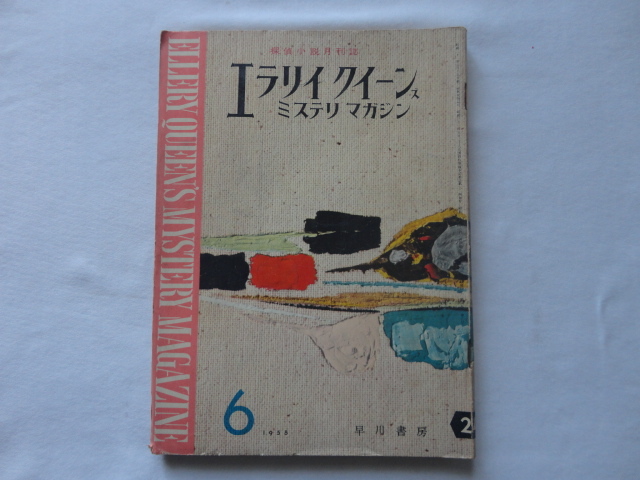 探偵小説月刊誌
エラリイクイーンズ
ミステリマガジン
ELLERY QUEEN'S MYSTERY MAGAZINE
6
早川書房
2